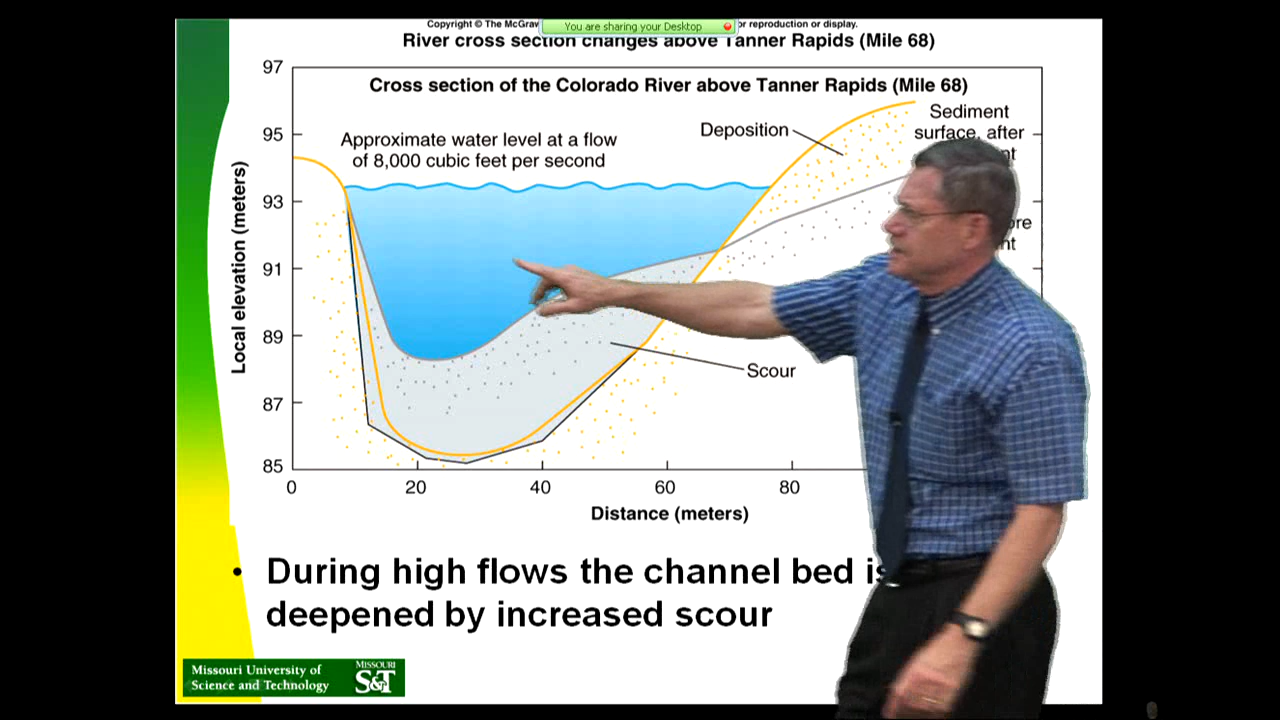 Copyright © The McGraw
You are sharing your Desktop
or reproduction or display.
River cross section changes above Tanner Rapids (Mile 68)
Cross section of the Colorado River above Tanner Rapids (Mile 68)
97
95
93
91
89
87
85
Local elevation (meters)
Approximate water level at a flow
of 8,000 cubic feet per second
Deposition
Sediment
surface, after
Scour
0
20
40
60
80
Distance (meters)
• During high flows the channel bed is
deepened by increased scour
Missouri University of
Science and Technology
MISSOURI
S&T